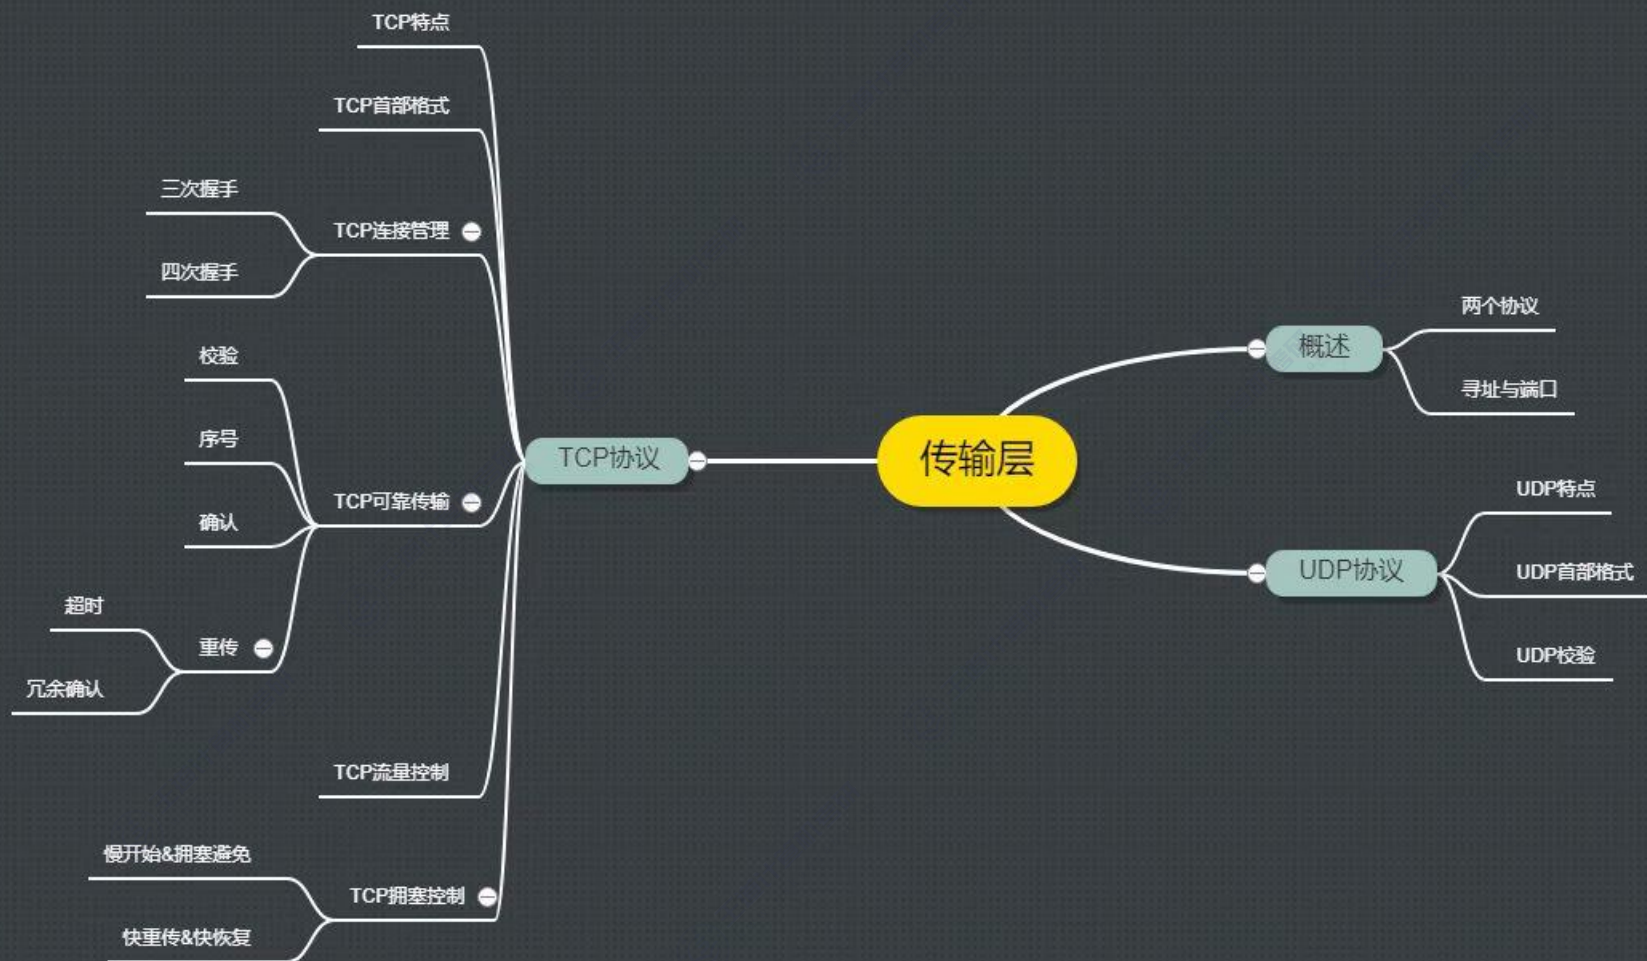 TCP特点
TCP首部格式
三次握手
TCP连接管理
四次握手
校验
序号
TCP可靠传输
确认
超时
重传
冗余确认
TCP流量控制
慢开始&拥塞避免
TCP拥塞控制
快重传&快恢复
TCP协议
传输层
概述
两个协议
寻址与端口
UDP协议
UDP特点
UDP首部格式
UDP校验